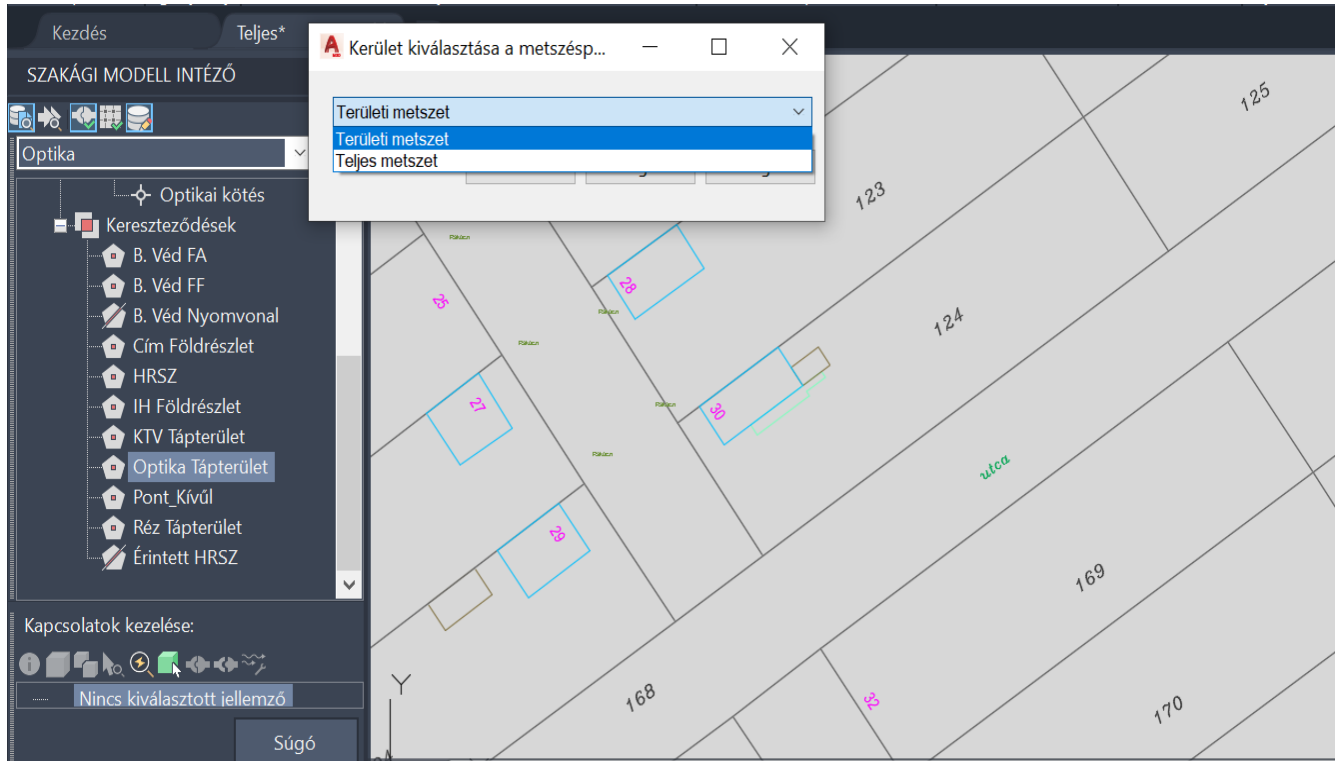 Kezdés
Teljes*
Kerület kiválasztása a metszésp...
SZAKÁGI MODELL INTÉZŐ
Területi metszet
Területi metszet
Teljes metszet
Optika
Optikai kötés
Kereszteződések
B. Véd FA
B. Véd FF
B. Véd Nyomvonal
Cím Földrészlet
HRSZ
IH Földrészlet
KTV Tápterület
Optika Tápterület
Pont_Kívűl
Réz Tápterület
Érintett HRSZ
Kapcsolatok kezelése:
Nincs kiválasztott jellemző
Súgó
125
123
28
25
124
27
30
utca
29
169
168
32
170
Y